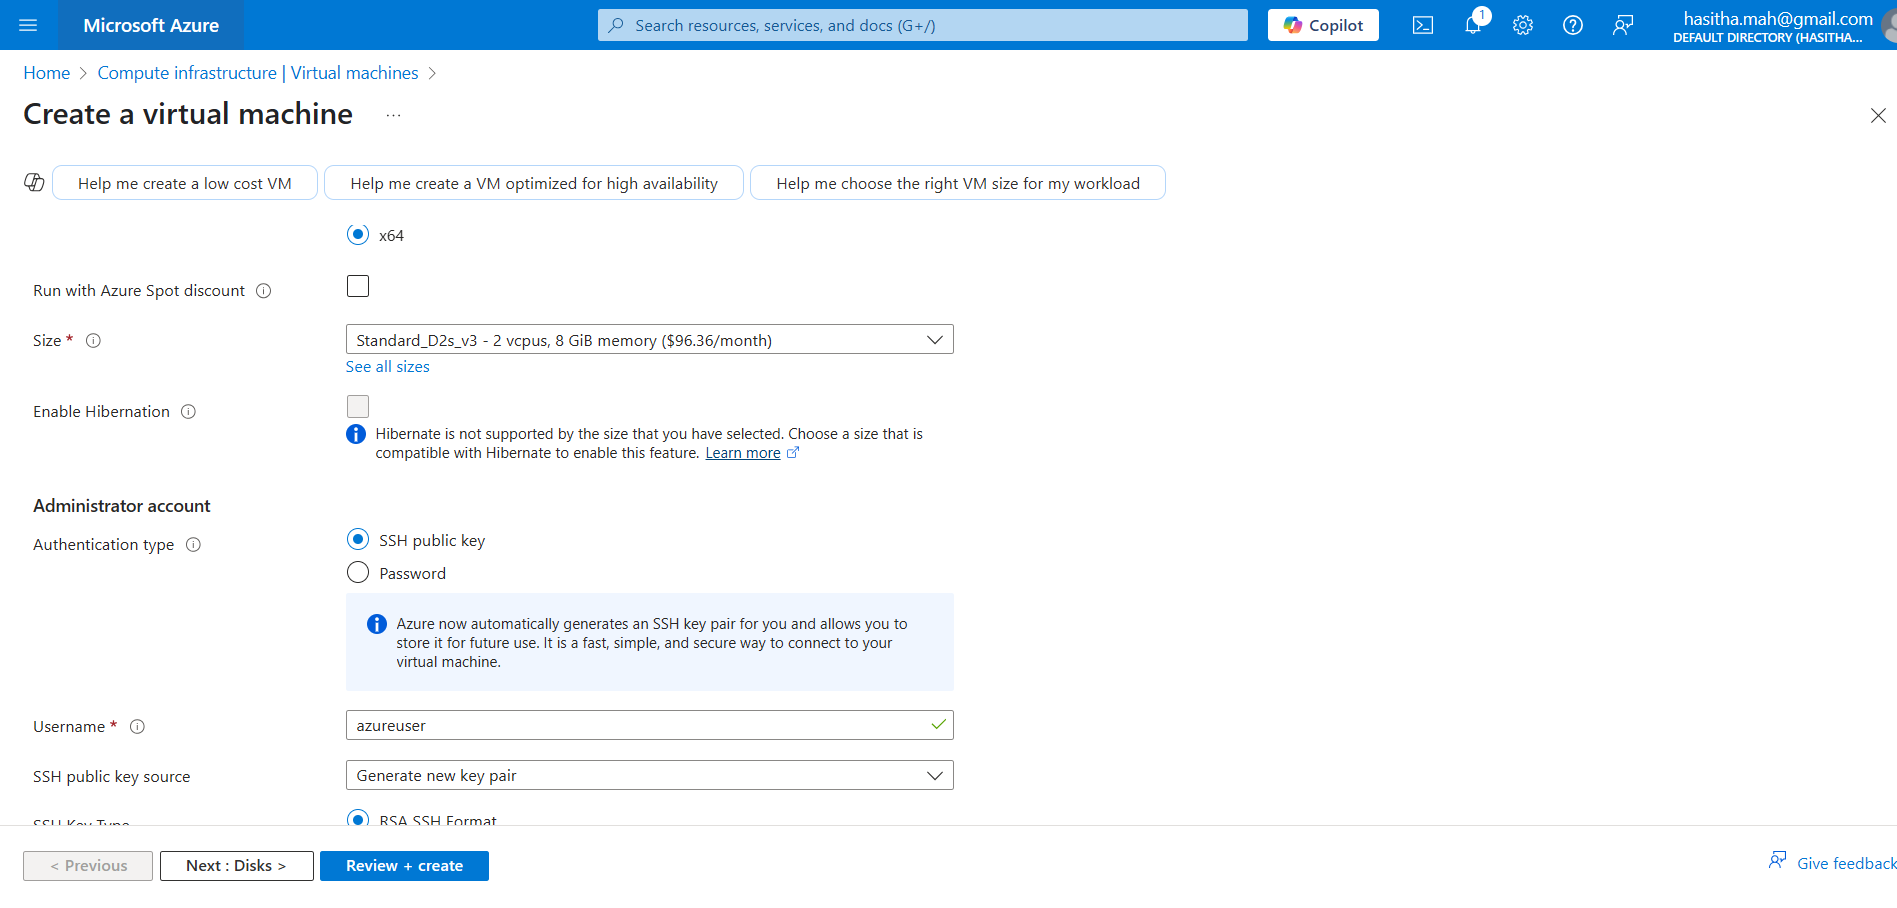 Microsoft Azure
Search resources, services, and docs (G+/)
Copilot
1
hasitha.mah@gmail.com
DEFAULT DIRECTORY (HASITHA...
Home > Compute infrastructure | Virtual machines >
Create a virtual machine ...
Help me create a low cost VM
Help me create a VM optimized for high availability
Help me choose the right VM size for my workload
x64
Run with Azure Spot discount
Size *
Standard_D2s_v3 - 2 vcpus, 8 GiB memory ($96.36/month)
See all sizes
Enable Hibernation
Hibernate is not supported by the size that you have selected. Choose a size that is
compatible with Hibernate to enable this feature. Learn more
Administrator account
Authentication type
SSH public key
Password
Azure now automatically generates an SSH key pair for you and allows you to
store it for future use. It is a fast, simple, and secure way to connect to your
virtual machine.
Username *
azureuser
SSH public key source
Generate new key pair
SSH Key Type
RSA SSH Format
< Previous
Next : Disks >
Review + create
Give feedback